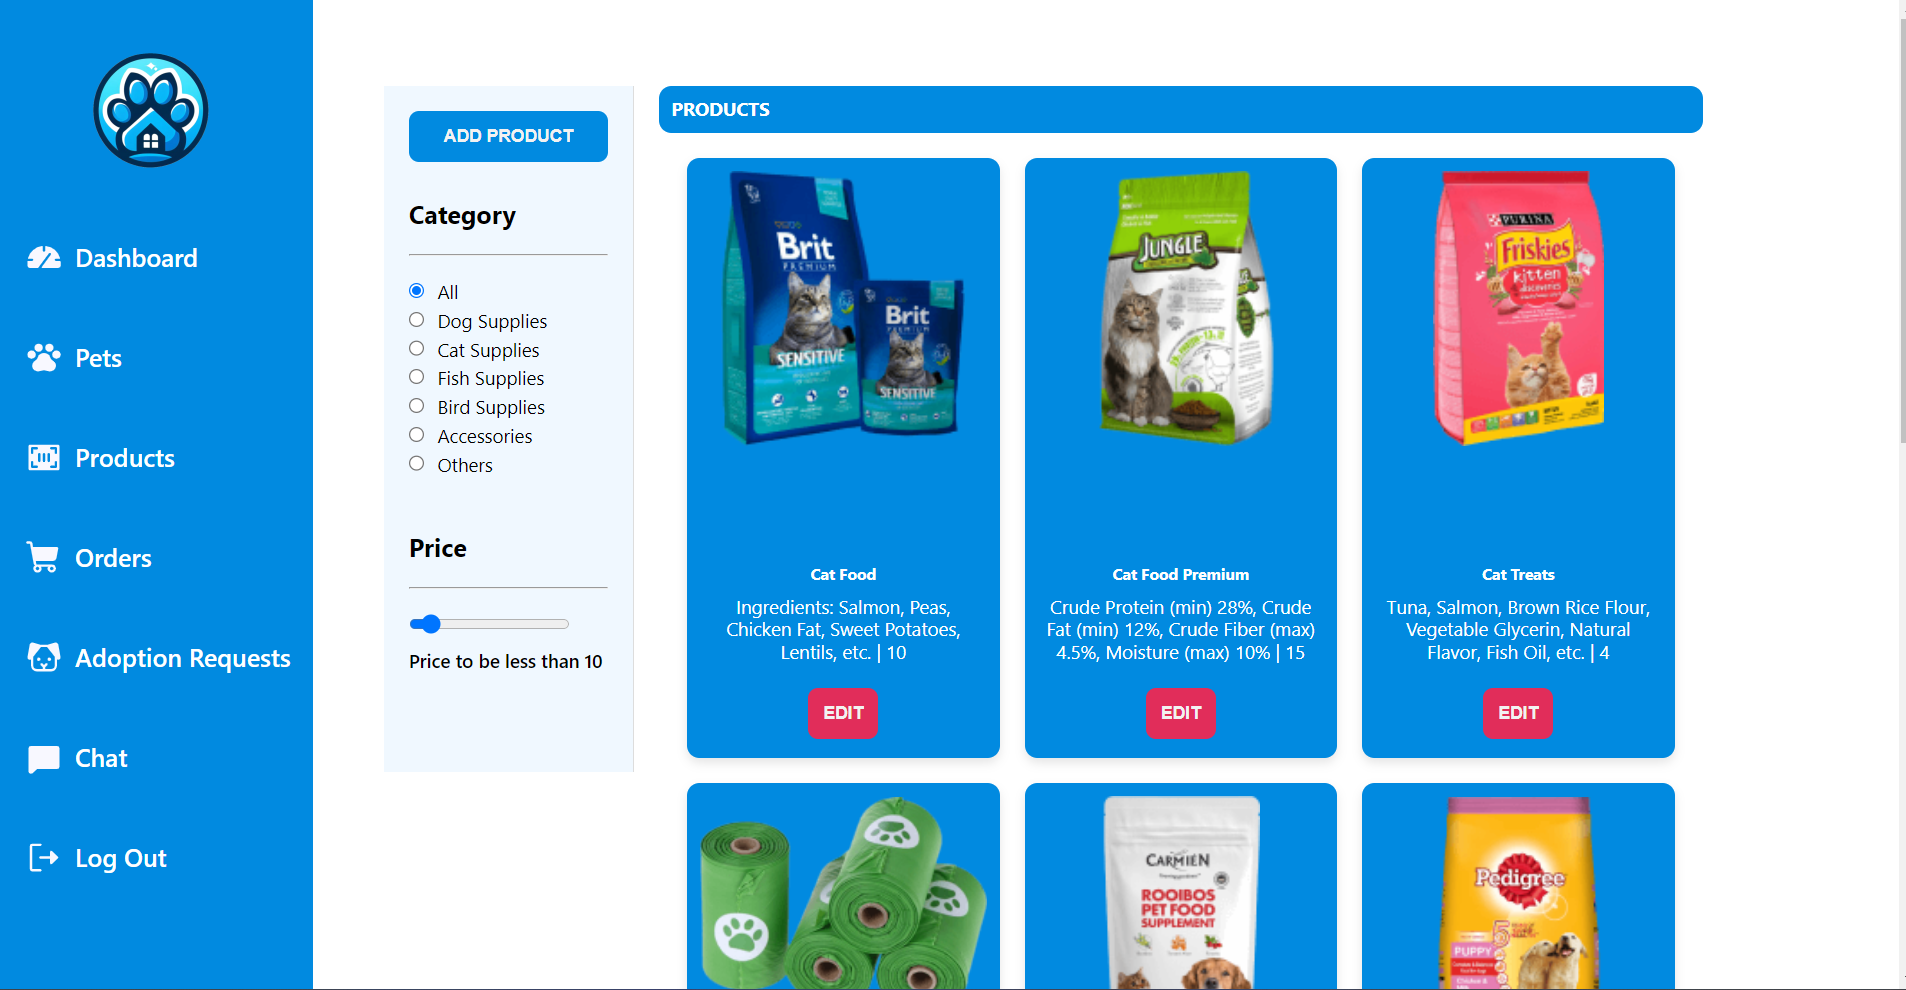 Dashboard
Pets
Products
Orders
Adoption Requests
Chat
Log Out
ADD PRODUCT
Category
All
Dog Supplies
Cat Supplies
Fish Supplies
Bird Supplies
Accessories
Others
Price
Price to be less than 10
PRODUCTS
Brit
PREMIUM
SENSITIVE
Brit
PREMIUM
SENSITIVE
Cat Food
Ingredients: Salmon, Peas,
Chicken Fat, Sweet Potatoes,
Lentils, etc. | 10
EDIT
JUNGLE
Cat Food Premium
Crude Protein (min) 28%, Crude
Fat (min) 12%, Crude Fiber (max)
4.5%, Moisture (max) 10% | 15
EDIT
PURINA
Friskies
kitten
discoveries
Cat Treats
Tuna, Salmon, Brown Rice Flour,
Vegetable Glycerin, Natural
Flavor, Fish Oil, etc. | 4
EDIT
CARMIÉN
ROOIBOS
PET FOOD
SUPPLEMENT
Pedigree
5
PUPPY